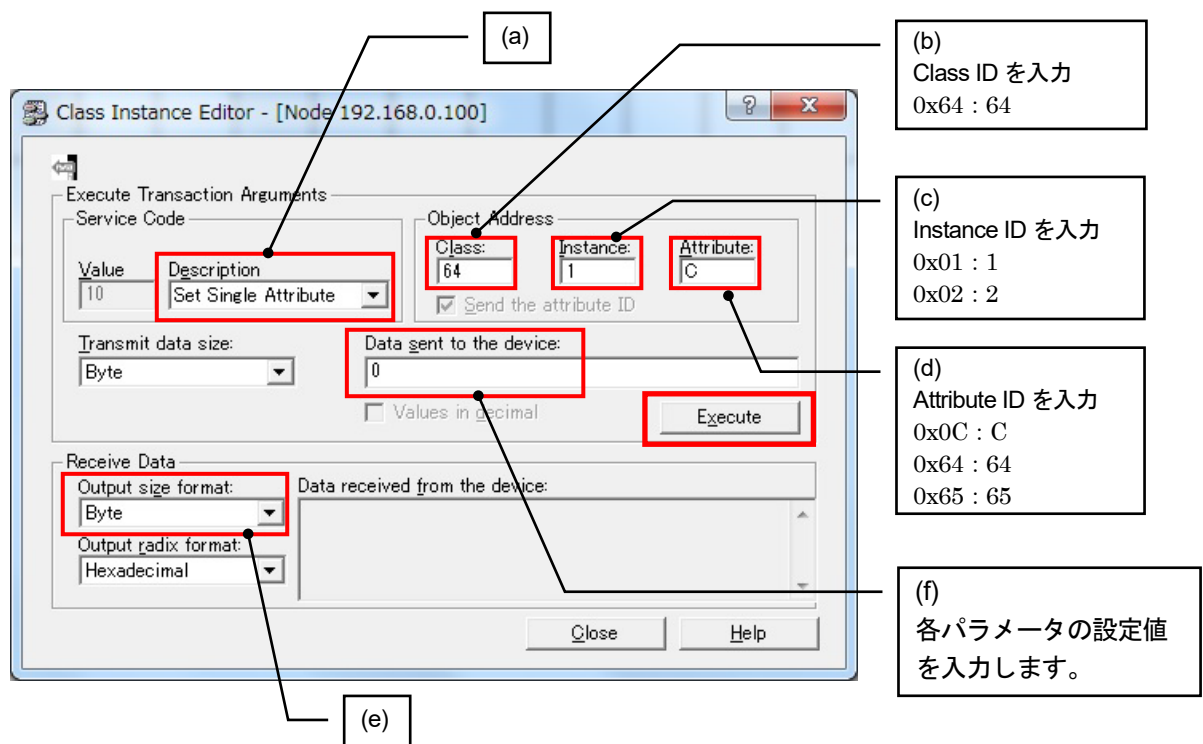 (a)
(b)
Class ID を入力
0x64 : 64
Class Instance Editor - [Node 192.168.0.100]
Execute Transaction Arguments
Service Code
Value
10
Description
Set Single Attribute
Object Address
Class:
64
Instance:
1
Attribute:
C
Send the attribute ID
(c)
Instance ID を入力
0x01 : 1
0x02 : 2
Transmit data size:
Byte
Data sent to the device:
0
Values in decimal
Execute
(d)
Attribute ID を入力
0x0C : C
0x64 : 64
0x65 : 65
Receive Data
Output size format:
Byte
Output radix format:
Hexadecimal
Data received from the device:
Close
Help
(e)
(f)
各パラメータの設定値
を入力します。